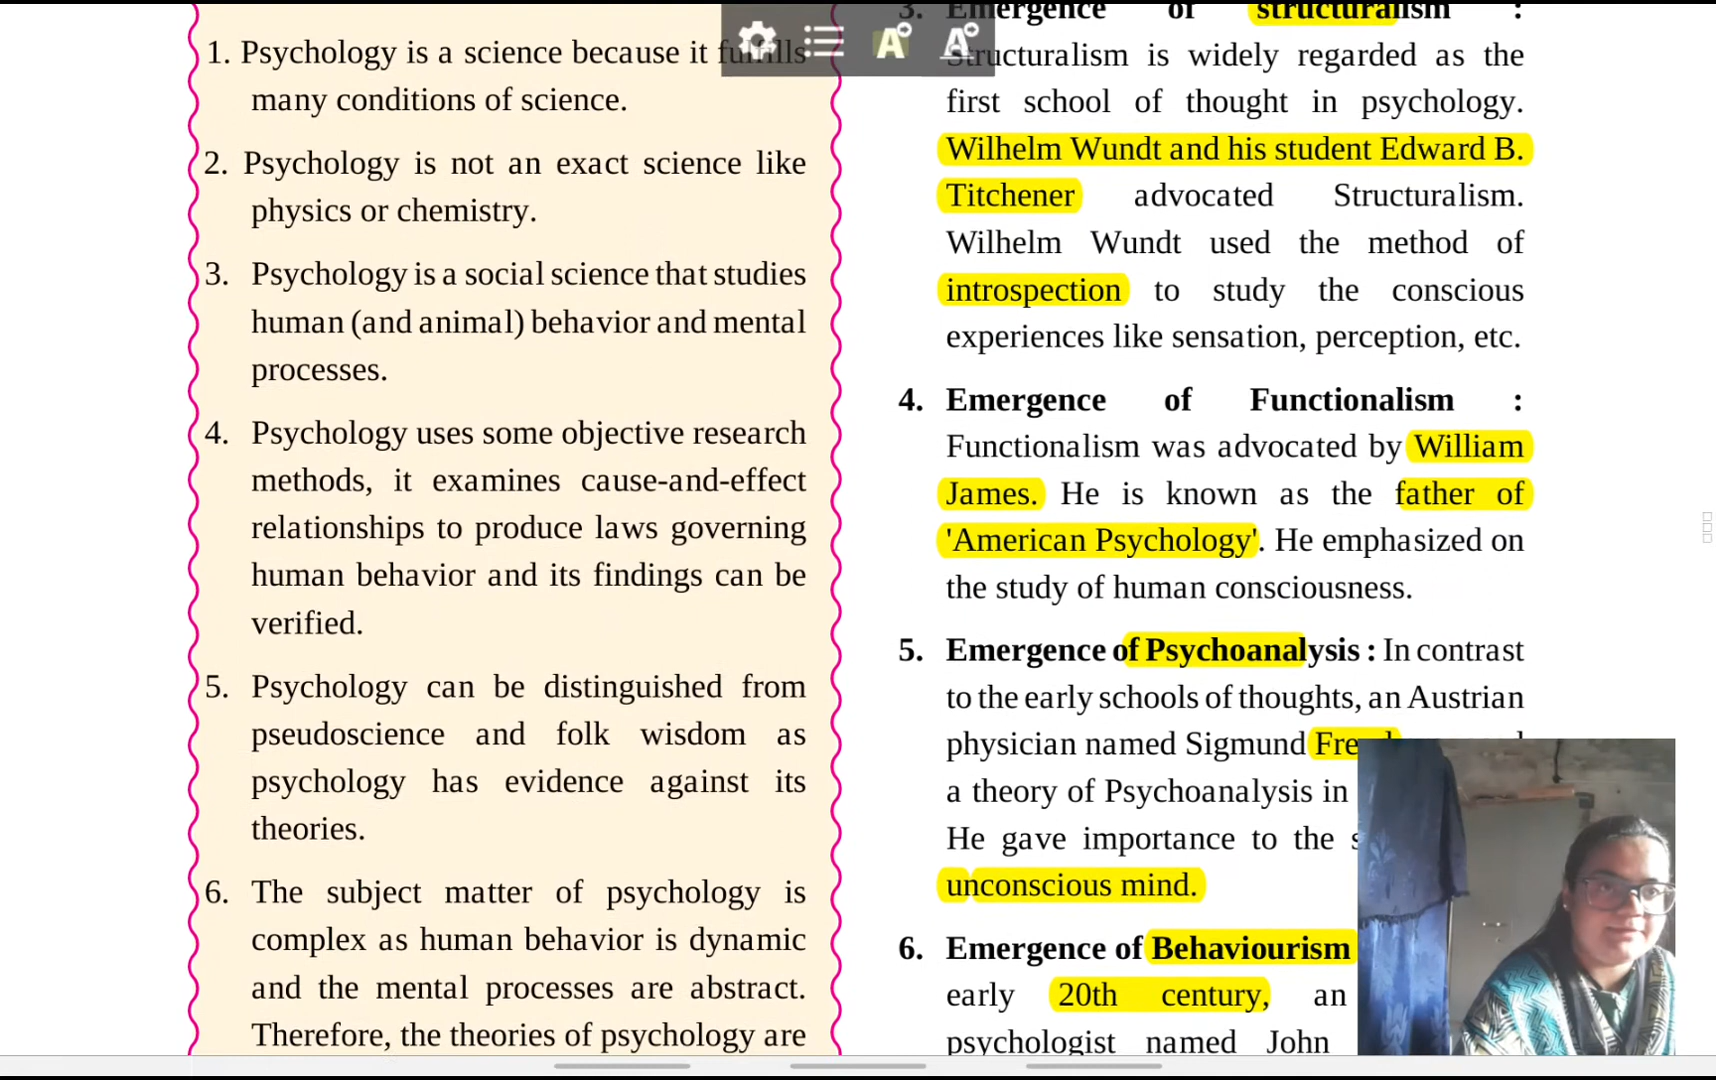 1. Psychology is a science because it fulfills
many conditions of science.
2. Psychology is not an exact science like
physics or chemistry.
3. Psychology is a social science that studies
human (and animal) behavior and mental
processes.
4. Psychology uses some objective research
methods, it examines cause-and-effect
relationships to produce laws governing
human behavior and its findings can be
verified.
5. Psychology can be distinguished from
pseudoscience and folk wisdom as
psychology has evidence against its
theories.
6. The subject matter of psychology is
complex as human behavior is dynamic
and the mental processes are abstract.
Therefore, the theories of psychology are
3. Emergence of structuralism :
Structuralism is widely regarded as the
first school of thought in psychology.
Wilhelm Wundt and his student Edward B.
Titchener advocated Structuralism.
Wilhelm Wundt used the method of
introspection to study the conscious
experiences like sensation, perception, etc.
4. Emergence of Functionalism :
Functionalism was advocated by William
James. He is known as the father of
'American Psychology'. He emphasized on
the study of human consciousness.
5. Emergence of Psychoanalysis : In contrast
to the early schools of thoughts, an Austrian
physician named Sigmund
a theory of Psychoanalysis in
He gave importance to the
unconscious mind.
6. Emergence of Behaviourism
early 20th century, an
psychologist named John